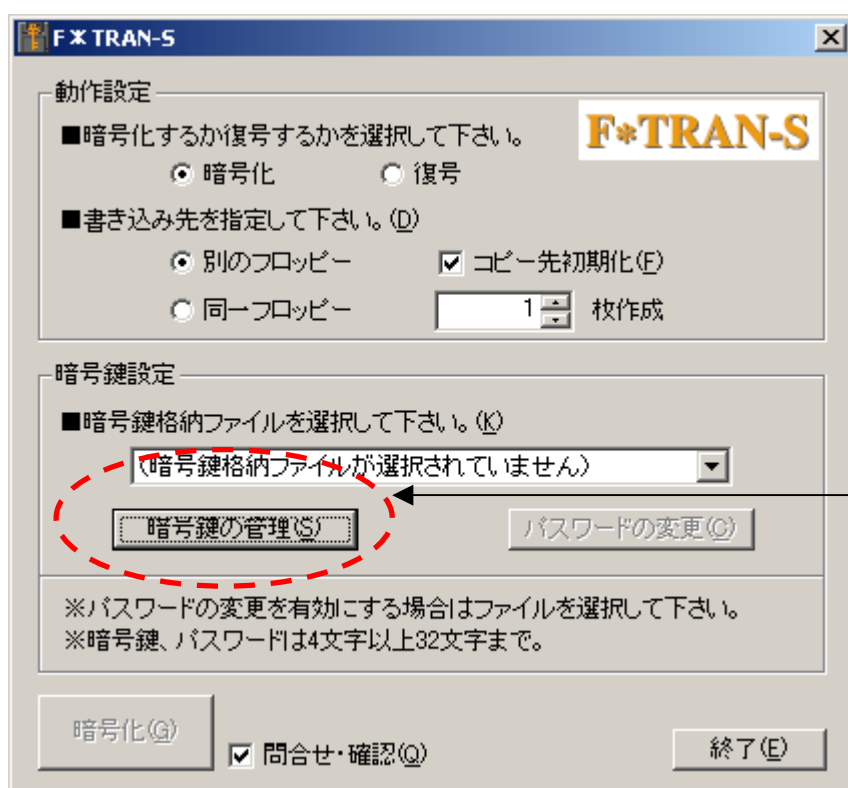 F*TRAN-S
動作設定
F*TRAN-S
■暗号化するか復号するかを選択して下さい。
暗号化 復号
■書き込み先を指定して下さい。(D)
別のフロッピー コピー先初期化(F)
同一フロッピー 1 枚作成
暗号鍵設定
■暗号鍵格納ファイルを選択して下さい。(K)
(暗号鍵格納ファイルが選択されていません)
暗号鍵の管理(S) パスワードの変更(C)
※パスワードの変更を有効にする場合はファイルを選択して下さい。
※暗号鍵、パスワードは4文字以上32文字まで。
暗号化(G)
問合せ・確認(Q) 終了(E)